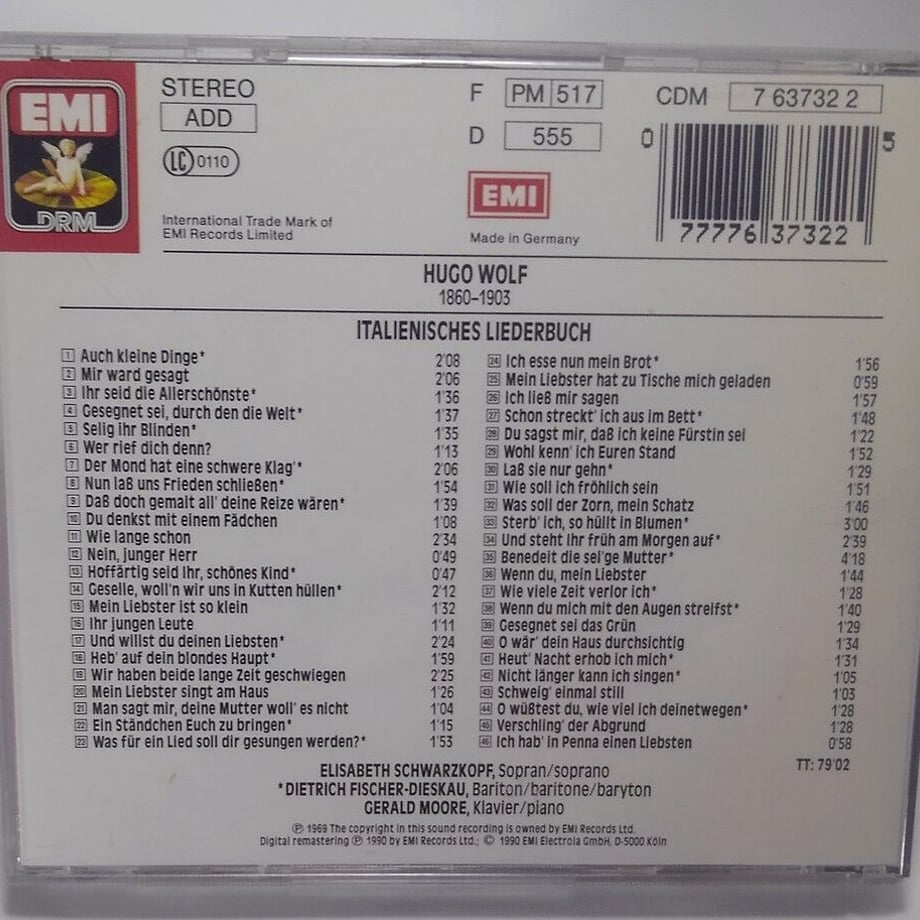 EMI
DRM
STEREO
ADD
LC 0110
International Trade Mark of
EMI Records Limited
F PM 517
D 555
EMI
Made in Germany
CDM 7 63732 2
0 77776 37322 5
HUGO WOLF
1860–1903
ITALIENISCHES LIEDERBUCH
1 Auch kleine Dinge* 2'08
2 Mir ward gesagt 2'06
3 Ihr seid die Allerschönste* 1'36
4 Gesegnet sei, durch den die Welt* 1'37
5 Selig ihr Blinden* 1'35
6 Wer rief dich denn? 1'13
7 Der Mond hat eine schwere Klag'* 2'06
8 Nun laß uns Frieden schließen* 1'54
9 Daß doch gemalt all' deine Reize wären* 1'39
10 Du denkst mit einem Fädchen 1'08
11 Wie lange schon 2'34
12 Nein, junger Herr 0'49
13 Hoffärtig seid Ihr, schönes Kind* 0'47
14 Geselle, woll'n wir uns in Kutten hüllen* 2'12
15 Mein Liebster ist so klein 1'32
16 Ihr jungen Leute 1'11
17 Und willst du deinen Liebsten* 2'24
18 Heb' auf dein blondes Haupt* 1'59
19 Wir haben beide lange Zeit geschwiegen 2'25
20 Mein Liebster singt am Haus 1'26
21 Man sagt mir, deine Mutter woll' es nicht 1'04
22 Ein Ständchen Euch zu bringen* 1'15
23 Was für ein Lied soll dir gesungen werden?* 1'53
24 Ich esse nun mein Brot* 1'56
25 Mein Liebster hat zu Tische mich geladen 0'59
26 Ich ließ mir sagen 1'57
27 Schon streckt' ich aus im Bett* 1'48
28 Du sagst mir, daß ich keine Fürstin sei 1'22
29 Wohl kenn' ich Euren Stand 1'52
30 Laß sie nur gehn* 1'29
31 Wie soll ich fröhlich sein 1'51
32 Was soll der Zorn, mein Schatz 1'46
33 Sterb' ich, so hüllt in Blumen* 3'00
34 Und steht Ihr früh am Morgen auf* 2'39
35 Benedeit die sel'ge Mutter* 4'18
36 Wenn du, mein Liebster 1'44
37 Wie viele Zeit verlor ich* 1'28
38 Wenn du mich mit den Augen streifst* 1'40
39 Gesegnet sei das Grün 1'29
40 O wär' dein Haus durchsichtig 1'34
41 Heut' Nacht erhob ich mich* 1'31
42 Nicht länger kann ich singen* 1'05
43 Schweig' einmal still 1'03
44 O wüßtest du, wie viel ich deinetwegen* 1'28
45 Verschling' der Abgrund 1'28
46 Ich hab' in Penna einen Liebsten 0'58
TT: 79'02
ELISABETH SCHWARZKOPF, Sopran/soprano
*DIETRICH FISCHER-DIESKAU, Bariton/baritone/baryton
GERALD MOORE, Klavier/piano
℗ 1969 The copyright in this sound recording is owned by EMI Records Ltd.
Digital remastering ℗ 1990 by EMI Records Ltd.; © 1990 EMI Electrola GmbH, D-5000 Köln